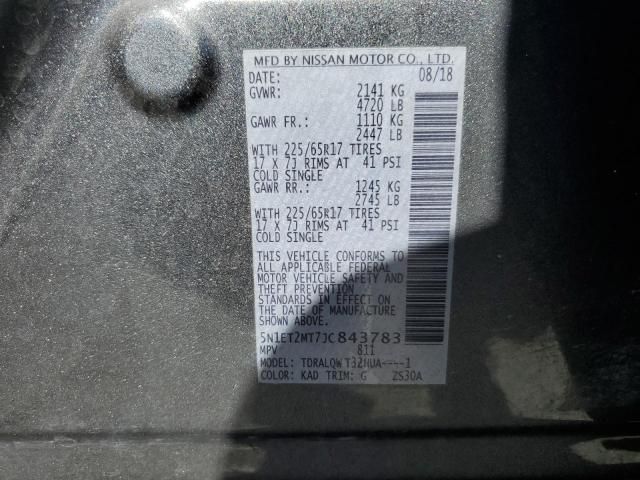 MFD BY NISSAN MOTOR CO., LTD.
DATE: 08/18
GVWR: 2141 KG
4720 LB
GAWR FR.: 1110 KG
2447 LB
WITH 225/65R17 TIRES
17 X 7J RIMS AT 41 PSI
COLD SINGLE
GAWR RR.: 1245 KG
2745 LB
WITH 225/65R17 TIRES
17 X 7J RIMS AT 41 PSI
COLD SINGLE
THIS VEHICLE CONFORMS TO
ALL APPLICABLE FEDERAL
MOTOR VEHICLE SAFETY AND
THEFT PREVENTION
STANDARDS IN EFFECT ON
THE DATE OF MANUFACTURE
SHOWN ABOVE.
5N1ET2MT7JC843783
MPV 811
MODEL: TDRALQW T32NUA----1
COLOR: KAD TRIM: G ZS30A